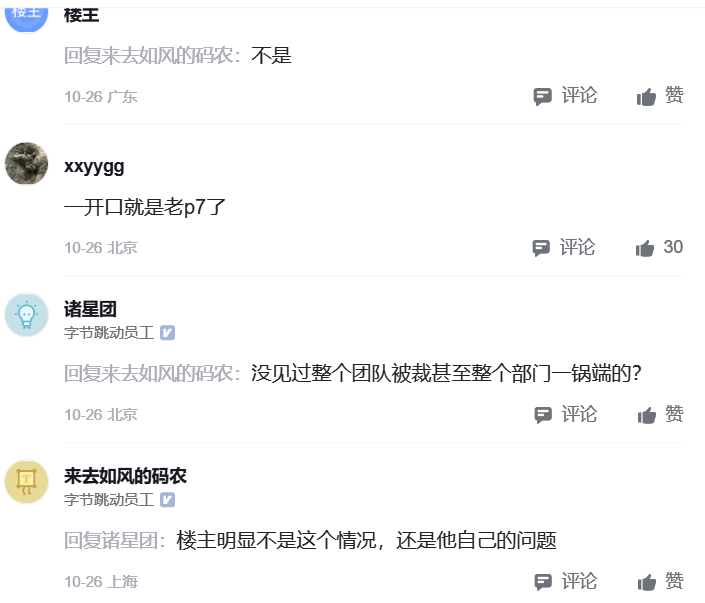 楼主
楼主
回复来去如风的码农：不是
10-26 广东
评论
赞
xxyygg
一开口就是老p7了
10-26 北京
评论
30
诸星团
字节跳动员工
回复来去如风的码农：没见过整个团队被裁甚至整个部门一锅端的？
10-26 北京
评论
赞
来去如风的码农
字节跳动员工
回复诸星团：楼主明显不是这个情况，还是他自己的问题
10-26 上海
评论
赞